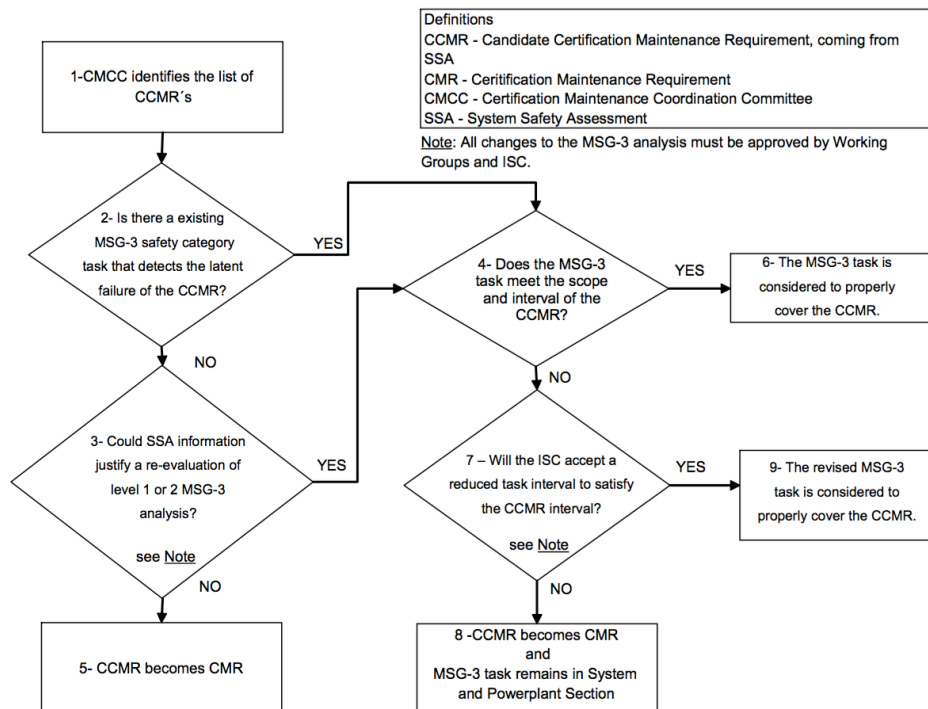 1-CMCC identifies the list of
CCMR´s
Definitions
CCMR - Candidate Certification Maintenance Requirement, coming from
SSA
CMR - Ceritification Maintenance Requirement
CMCC - Certification Maintenance Coordination Committee
SSA - System Safety Assessment
Note: All changes to the MSG-3 analysis must be approved by Working
Groups and ISC.
2- Is there a existing
MSG-3 safety category
task that detects the latent
failure of the CCMR?
YES
NO
4- Does the MSG-3
task meet the scope
and interval of the
CCMR?
YES
NO
6- The MSG-3 task is
considered to properly
cover the CCMR.
3- Could SSA information
justify a re-evaluation of
level 1 or 2 MSG-3
analysis?
see Note
YES
NO
7 – Will the ISC accept a
reduced task interval to satisfy
the CCMR interval?
see Note
YES
NO
9- The revised MSG-3
task is considered to
properly cover the CCMR.
5- CCMR becomes CMR
8 -CCMR becomes CMR
and
MSG-3 task remains in System
and Powerplant Section